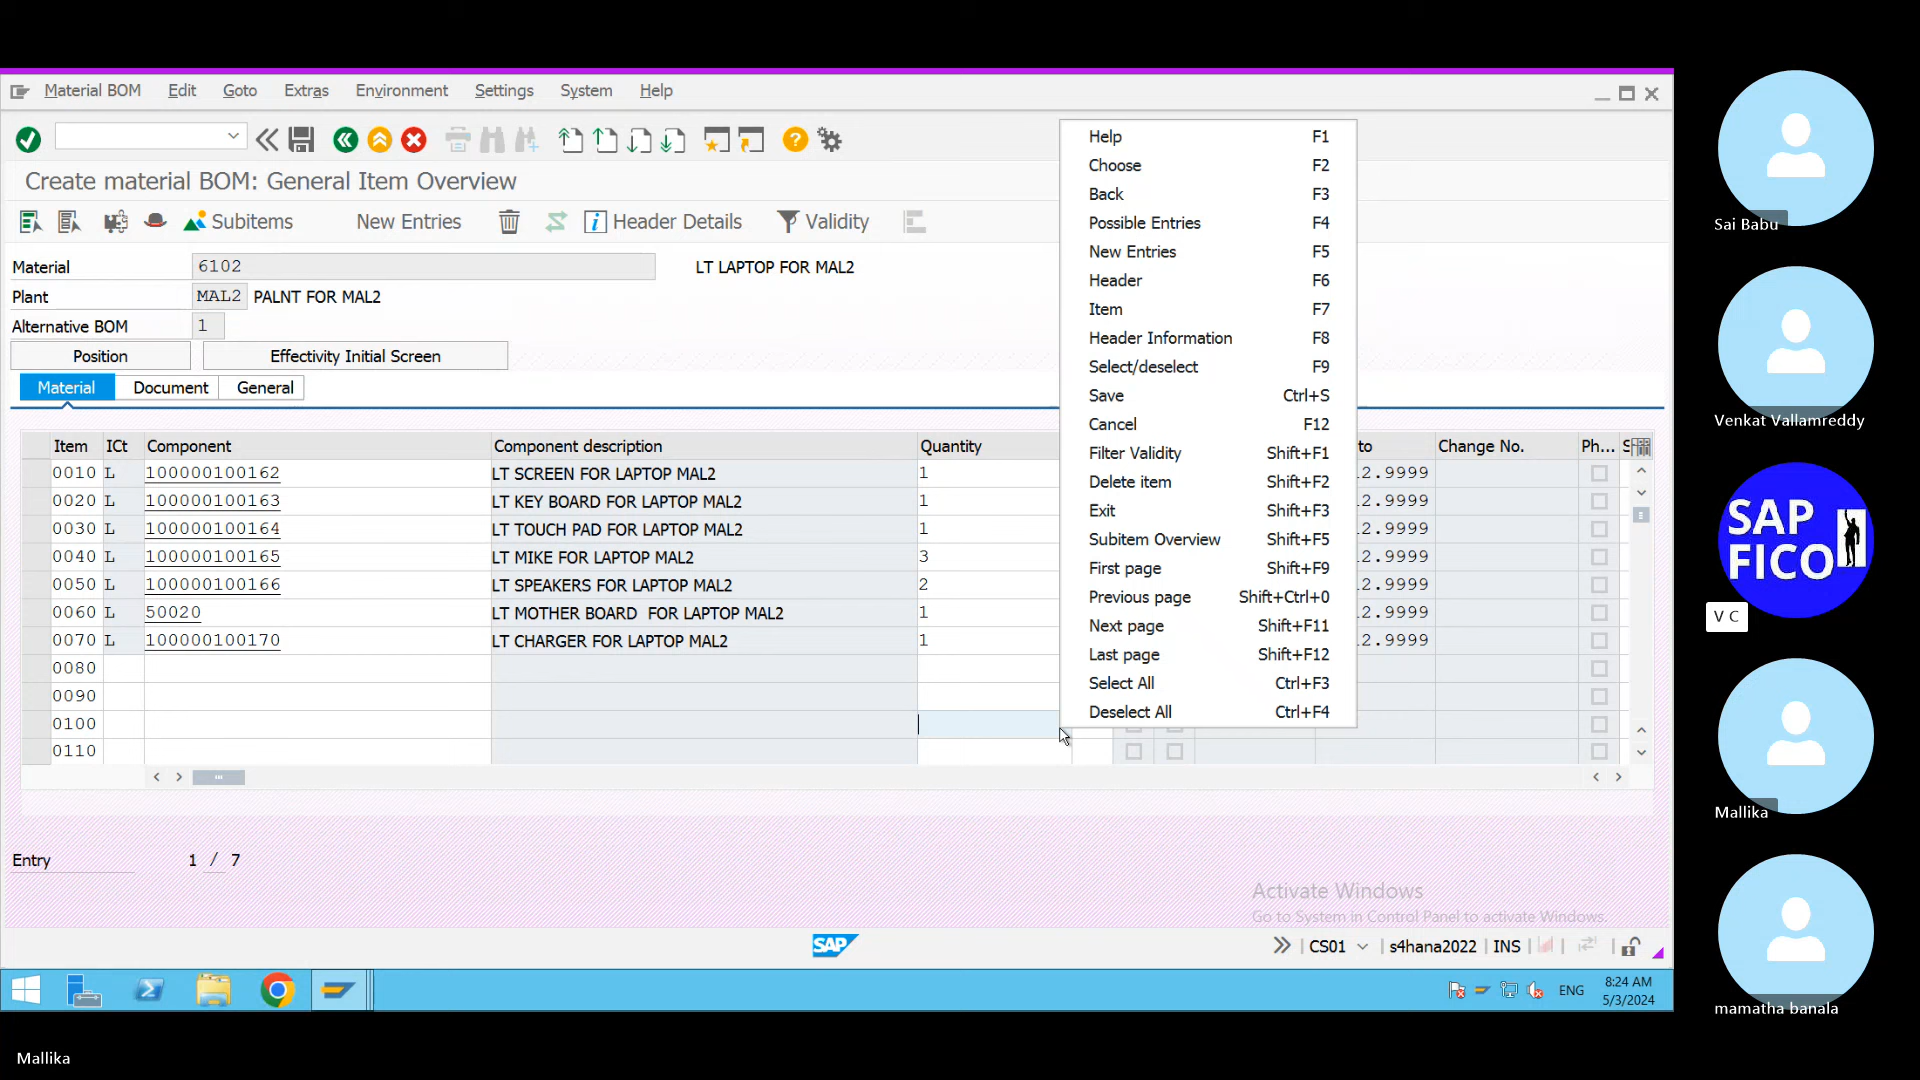 Material BOM Edit Goto Extras Environment Settings System Help
Create material BOM: General Item Overview
Subitems New Entries Header Details Validity
Material 6102 LT LAPTOP FOR MAL2
Plant MAL2 PALNT FOR MAL2
Alternative BOM 1
Position Effectivity Initial Screen
Material Document General
Item ICt Component Component description Quantity to Change No. Ph... S
0010 L 100000100162 LT SCREEN FOR LAPTOP MAL2 1 2.9999
0020 L 100000100163 LT KEY BOARD FOR LAPTOP MAL2 1 2.9999
0030 L 100000100164 LT TOUCH PAD FOR LAPTOP MAL2 1 2.9999
0040 L 100000100165 LT MIKE FOR LAPTOP MAL2 3 2.9999
0050 L 100000100166 LT SPEAKERS FOR LAPTOP MAL2 2 2.9999
0060 L 50020 LT MOTHER BOARD FOR LAPTOP MAL2 1 2.9999
0070 L 100000100170 LT CHARGER FOR LAPTOP MAL2 1 2.9999
0080
0090
0100
0110
Entry 1 / 7
Help F1
Choose F2
Back F3
Possible Entries F4
New Entries F5
Header F6
Item F7
Header Information F8
Select/deselect F9
Save Ctrl+S
Cancel F12
Filter Validity Shift+F1
Delete item Shift+F2
Exit Shift+F3
Subitem Overview Shift+F5
First page Shift+F9
Previous page Shift+Ctrl+0
Next page Shift+F11
Last page Shift+F12
Select All Ctrl+F3
Deselect All Ctrl+F4
Activate Windows
Go to System in Control Panel to activate Windows.
SAP CS01 s4hana2022 INS
ENG 8:24 AM
5/3/2024
Sai Babu
Venkat Vallamreddy
SAP
FICO
V C
Mallika
mamatha banala
Mallika